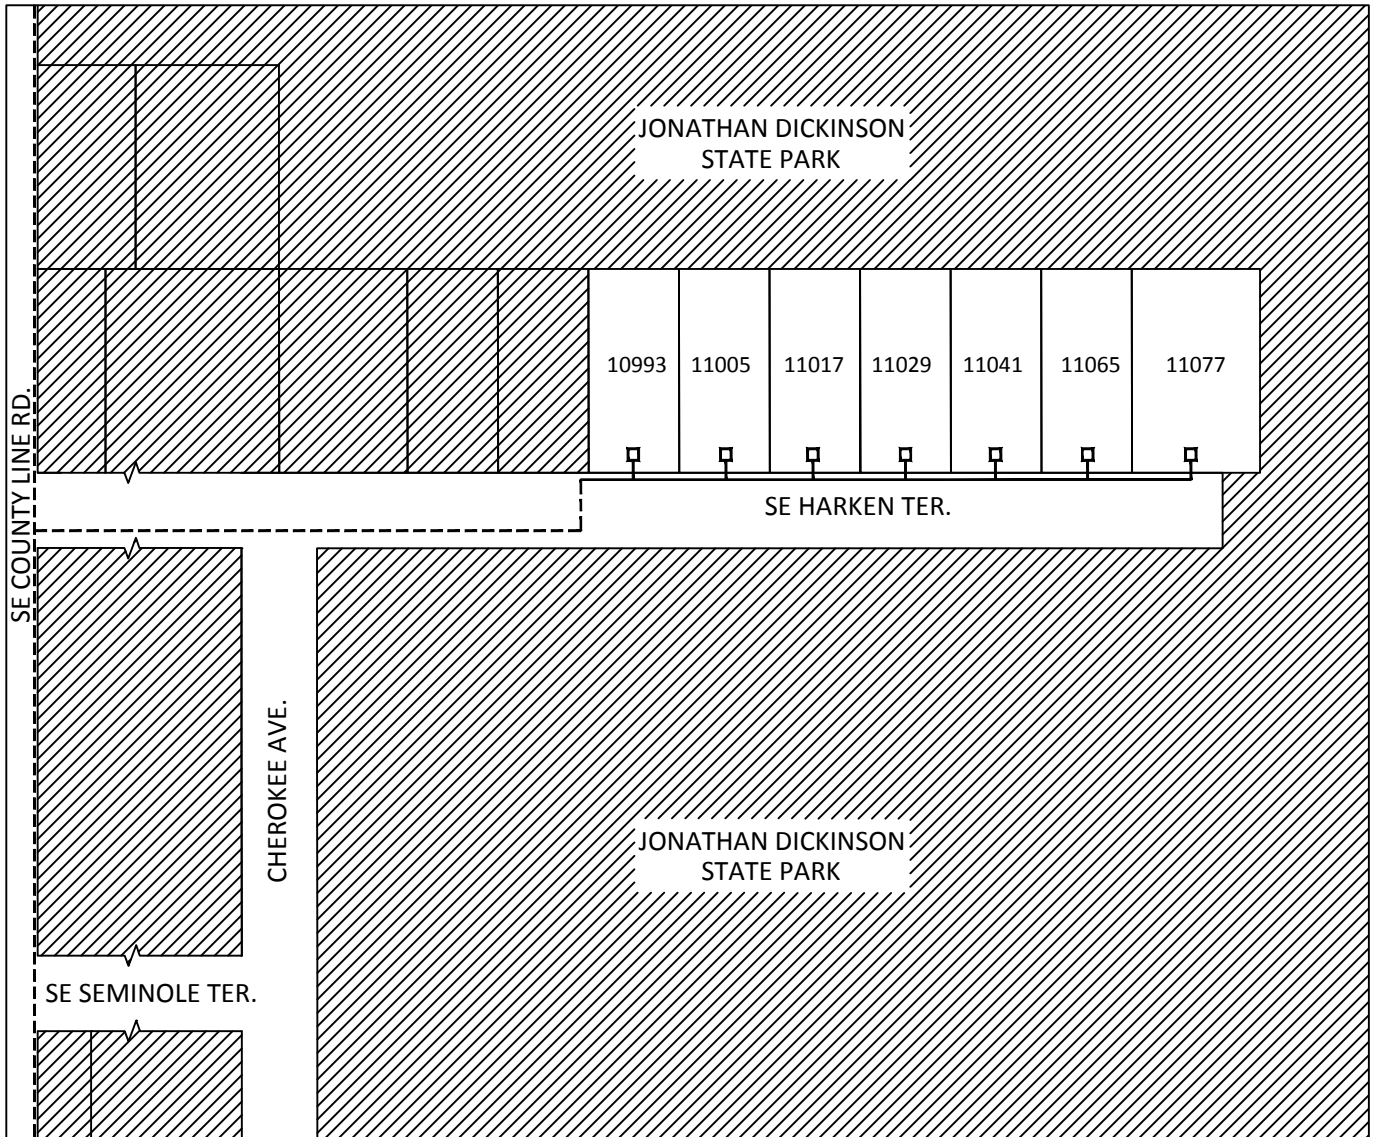 JONATHAN DICKINSON
STATE PARK
10993
11005
11017
11029
11041
11065
11077
SE COUNTY LINE RD.
SE HARKEN TER.
CHEROKEE AVE.
JONATHAN DICKINSON
STATE PARK
SE SEMINOLE TER.